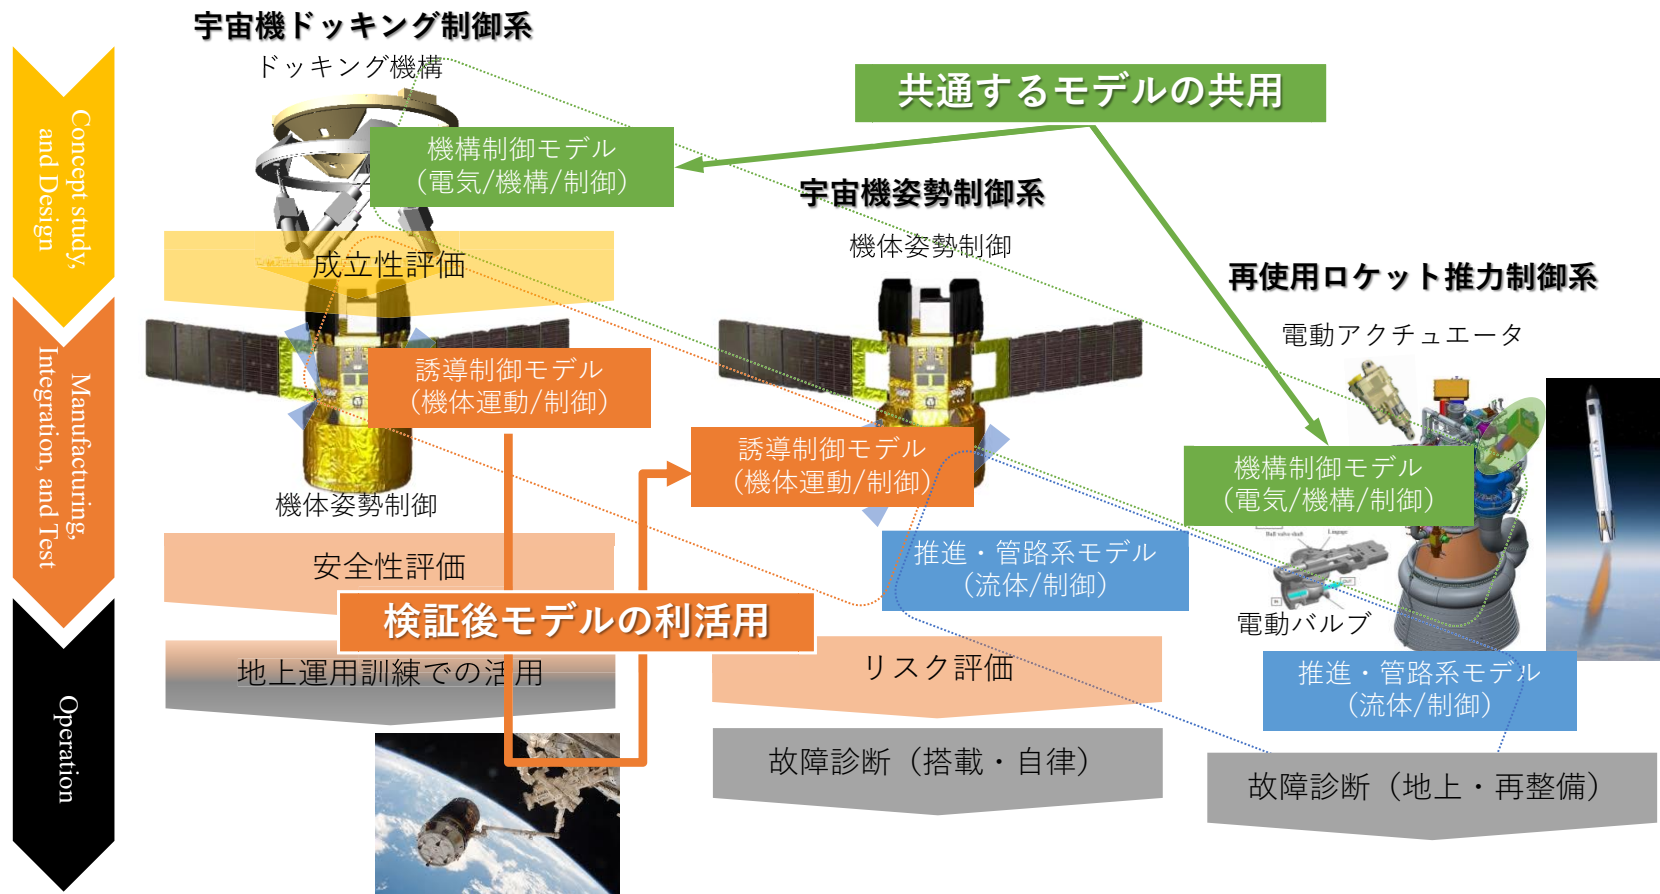 宇宙機ドッキング制御系
ドッキング機構
共通するモデルの共用
機構制御モデル
（電気/機構/制御）
宇宙機姿勢制御系
機体姿勢制御
成立性評価
再使用ロケット推力制御系
電動アクチュエータ
誘導制御モデル
（機体運動/制御）
誘導制御モデル
（機体運動/制御）
機構制御モデル
（電気/機構/制御）
機体姿勢制御
安全性評価
推進・管路系モデル
（流体/制御）
電動バルブ
検証後モデルの利活用
地上運用訓練での活用
リスク評価
推進・管路系モデル
（流体/制御）
故障診断（搭載・自律）
故障診断（地上・再整備）
Concept study,
and Design
Manufacturing,
Integration, and Test
Operation